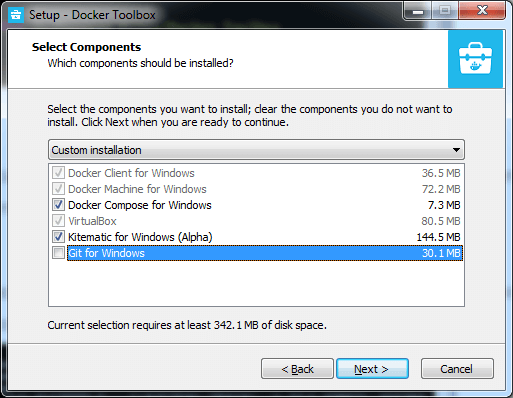 Setup - Docker Toolbox
Select Components
Which components should be installed?
Select the components you want to install; clear the components you do not want to
install. Click Next when you are ready to continue.
Custom installation
Docker Client for Windows 36.5 MB
Docker Machine for Windows 72.2 MB
Docker Compose for Windows 7.3 MB
VirtualBox 80.5 MB
Kitematic for Windows (Alpha) 144.5 MB
Git for Windows 30.1 MB
Current selection requires at least 342.1 MB of disk space.
< Back Next > Cancel